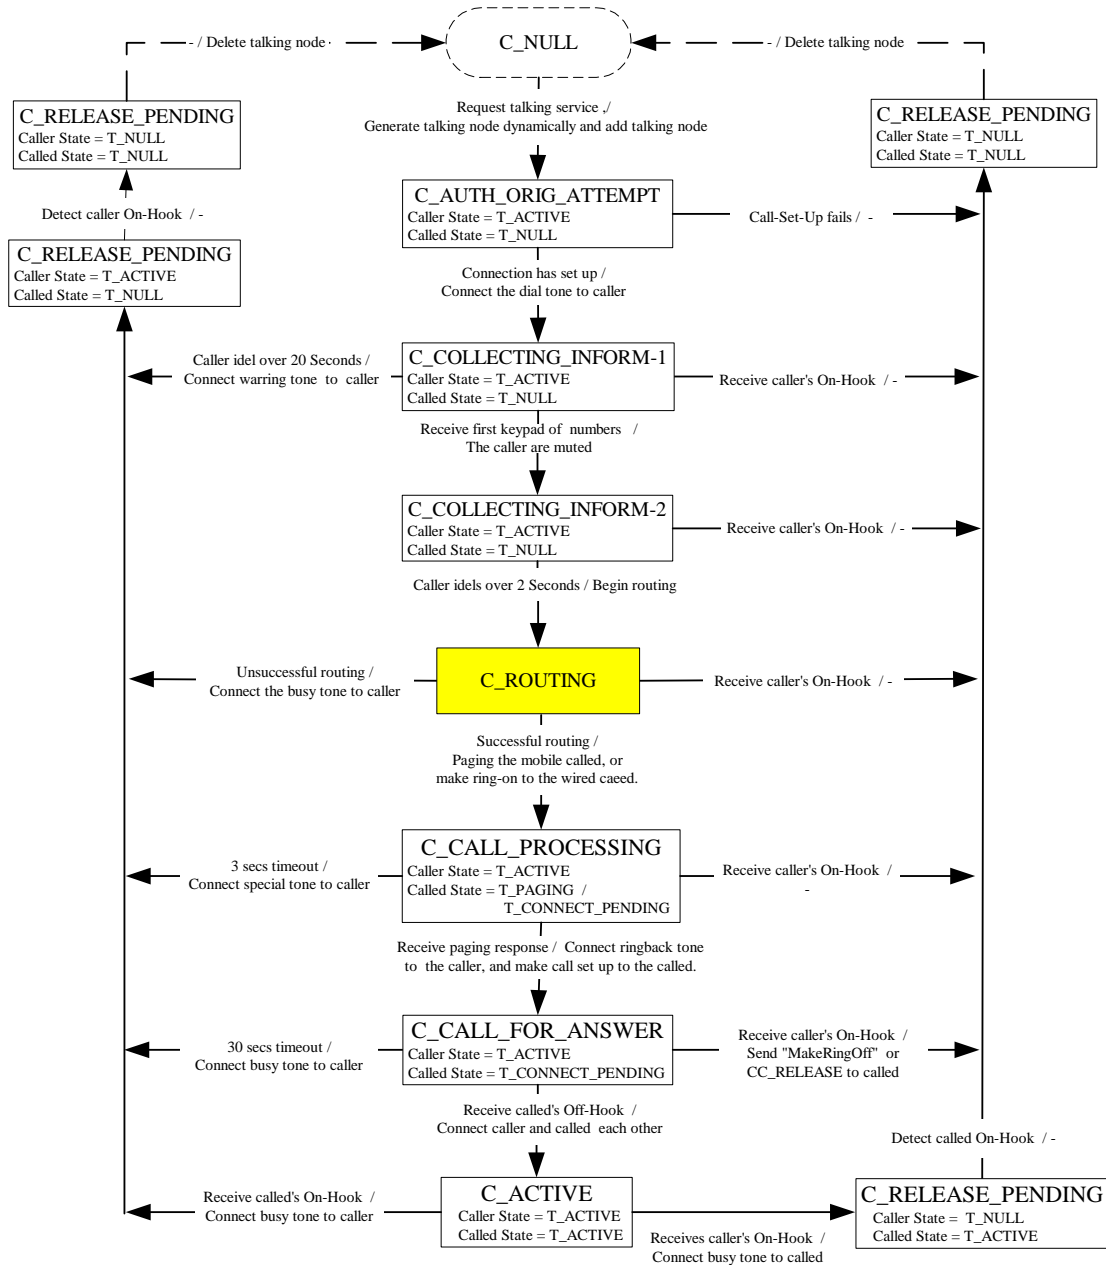 C_NULL
- / Delete talking node
- / Delete talking node
C_RELEASE_PENDING
Caller State = T_NULL
Called State = T_NULL
Request talking service ,/
Generate talking node dynamically and add talking node
C_RELEASE_PENDING
Caller State = T_NULL
Called State = T_NULL
C_AUTH_ORIG_ATTEMPT
Caller State = T_ACTIVE
Called State = T_NULL
Call-Set-Up fails / -
Detect caller On-Hook / -
C_RELEASE_PENDING
Caller State = T_ACTIVE
Called State = T_NULL
Connection has set up /
Connect the dial tone to caller
Caller idel over 20 Seconds /
Connect warring tone to caller
C_COLLECTING_INFORM-1
Caller State = T_ACTIVE
Called State = T_NULL
Receive caller's On-Hook / -
Receive first keypad of numbers /
The caller are muted
C_COLLECTING_INFORM-2
Caller State = T_ACTIVE
Called State = T_NULL
Receive caller's On-Hook / -
Caller idels over 2 Seconds / Begin routing
Unsuccessful routing /
Connect the busy tone to caller
C_ROUTING
Receive caller's On-Hook / -
Successful routing /
Paging the mobile called, or
make ring-on to the wired caeed.
3 secs timeout /
Connect special tone to caller
C_CALL_PROCESSING
Caller State = T_ACTIVE
Called State = T_PAGING /
T_CONNECT_PENDING
Receive caller's On-Hook /
-
Receive paging response / Connect ringback tone
to the caller, and make call set up to the called.
30 secs timeout /
Connect busy tone to caller
C_CALL_FOR_ANSWER
Caller State = T_ACTIVE
Called State = T_CONNECT_PENDING
Receive caller's On-Hook /
Send "MakeRingOff" or
CC_RELEASE to called
Receive called's Off-Hook /
Connect caller and called each other
Detect called On-Hook / -
Receive called's On-Hook /
Connect busy tone to caller
C_ACTIVE
Caller State = T_ACTIVE
Called State = T_ACTIVE
Receives caller's On-Hook /
Connect busy tone to called
C_RELEASE_PENDING
Caller State = T_NULL
Called State = T_ACTIVE